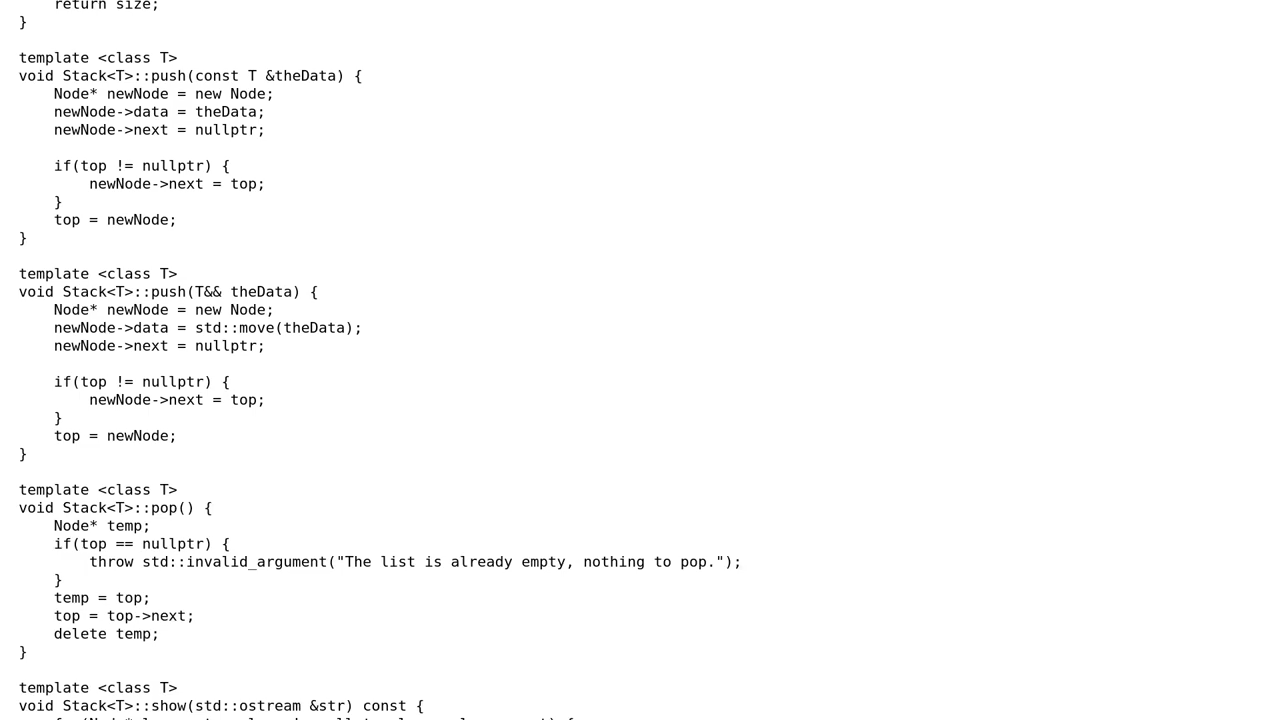 return size;
}

template <class T>
void Stack<T>::push(const T &theData) {
    Node* newNode = new Node;
    newNode->data = theData;
    newNode->next = nullptr;

    if(top != nullptr) {
        newNode->next = top;
    }
    top = newNode;
}

template <class T>
void Stack<T>::push(T&& theData) {
    Node* newNode = new Node;
    newNode->data = std::move(theData);
    newNode->next = nullptr;

    if(top != nullptr) {
        newNode->next = top;
    }
    top = newNode;
}

template <class T>
void Stack<T>::pop() {
    Node* temp;
    if(top == nullptr) {
        throw std::invalid_argument("The list is already empty, nothing to pop.");
    }
    temp = top;
    top = top->next;
    delete temp;
}

template <class T>
void Stack<T>::show(std::ostream &str) const {